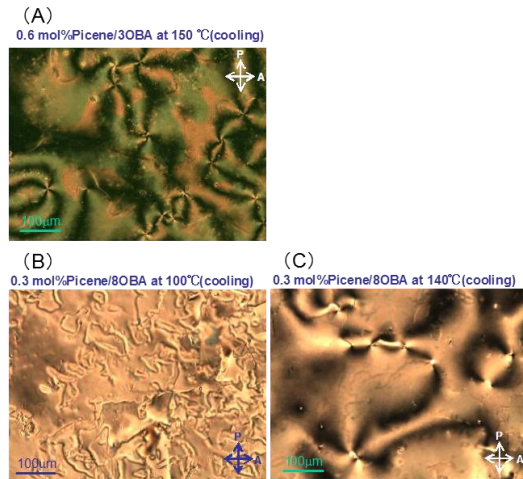 (A)
0.6 mol%Picene/3OBA at 150 ℃(cooling)
P
A
100μm
(B)
0.3 mol%Picene/8OBA at 100℃(cooling)
P
A
100μm
(C)
0.3 mol%Picene/8OBA at 140℃(cooling)
P
A
100μm